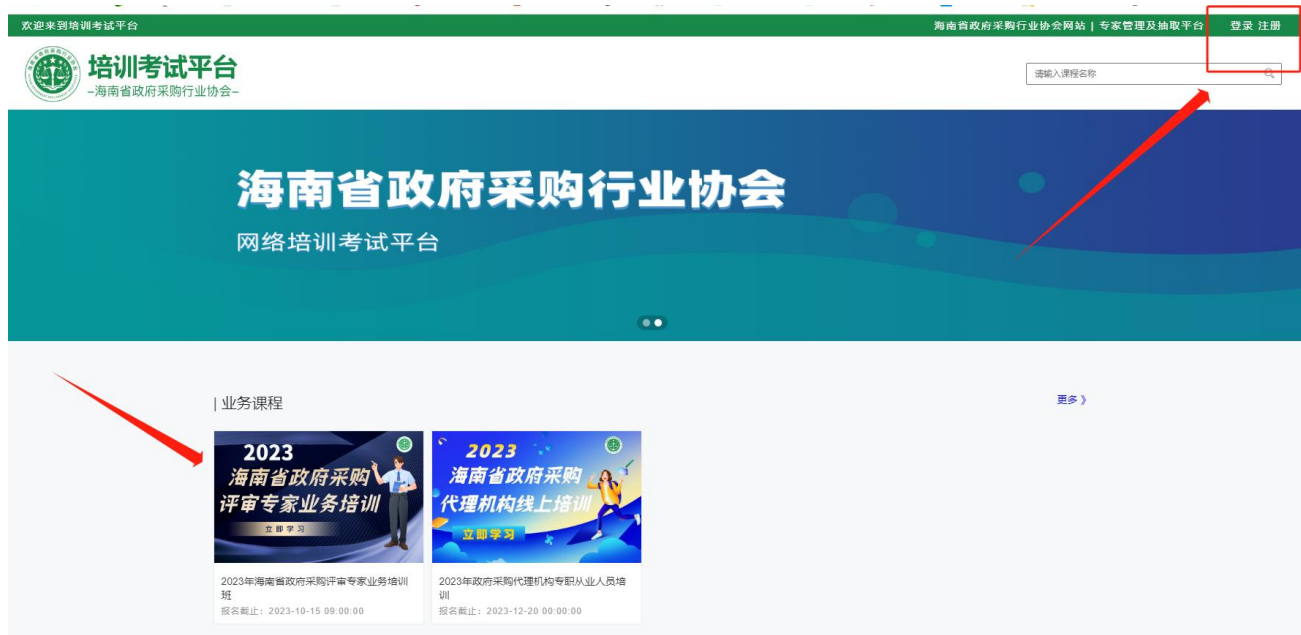 欢迎来到培训考试平台
海南省政府采购行业协会网站 | 专家管理及抽取平台 登录 注册
培训考试平台
-海南省政府采购行业协会-
请输入课程名称
海南省政府采购行业协会
网络培训考试平台
|业务课程
更多 》
2023
海南省政府采购
评审专家业务培训
立即学习
2023
海南省政府采购
代理机构线上培训
立即学习
2023年海南省政府采购评审专家业务培训
班
报名截止：2023-10-15 09:00:00
2023年政府采购代理机构专职从业人员培
训
报名截止：2023-12-20 00:00:00